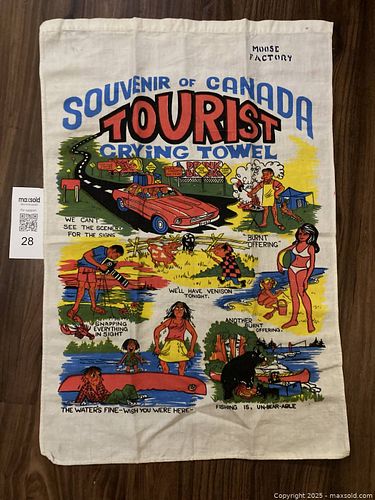 MOOSE
FACTORY
SOUVENIR OF CANADA
TOURIST
CRYING TOWEL
DRINK
WE CAN'T
SEE THE SCENERY
FOR THE SIGNS
BURNT
OFFERING
maxsold
28
WE'LL HAVE VENISON
TONIGHT.
SNAPPING
EVERYTHING
IN SIGHT
ANOTHER
BURNT
OFFERING.
THE WATER'S FINE - WISH YOU WERE HERE -
FISHING IS, UN-BEAR-ABLE
Copyright 2025 - maxsold.com